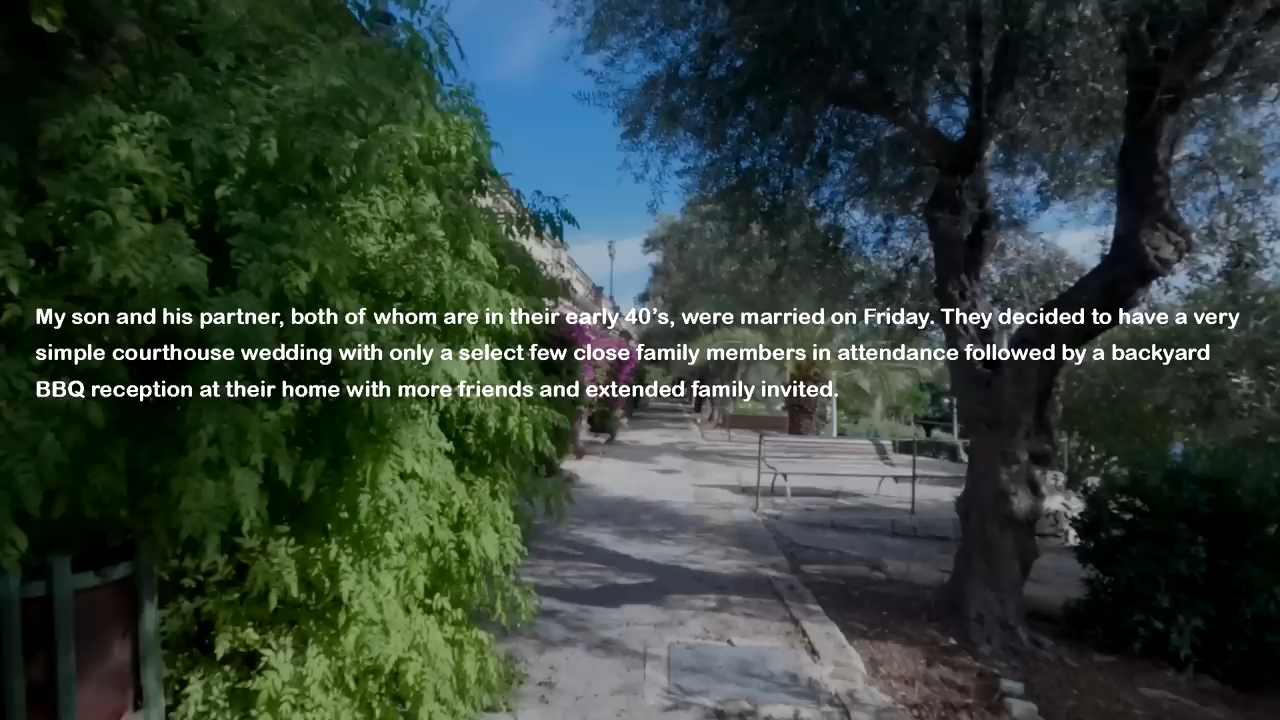 My son and his partner, both of whom are in their early 40’s, were married on Friday. They decided to have a very
simple courthouse wedding with only a select few close family members in attendance followed by a backyard
BBQ reception at their home with more friends and extended family invited.